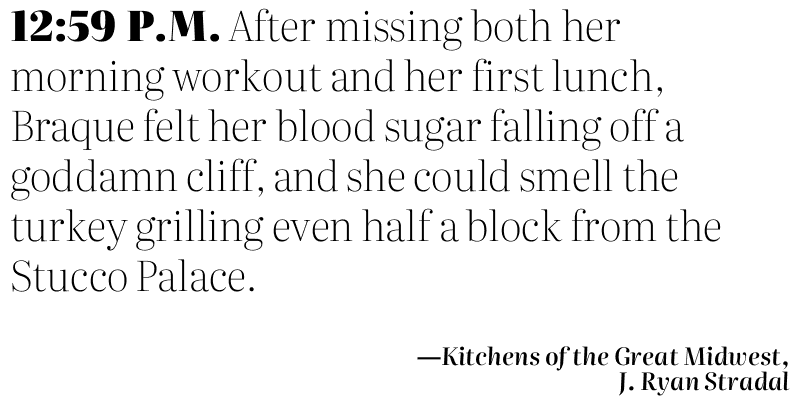 12:59 P.M. After missing both her
morning workout and her first lunch,
Braque felt her blood sugar falling off a
goddamn cliff, and she could smell the
turkey grilling even half a block from the
Stucco Palace.
—Kitchens of the Great Midwest,
J. Ryan Stradal